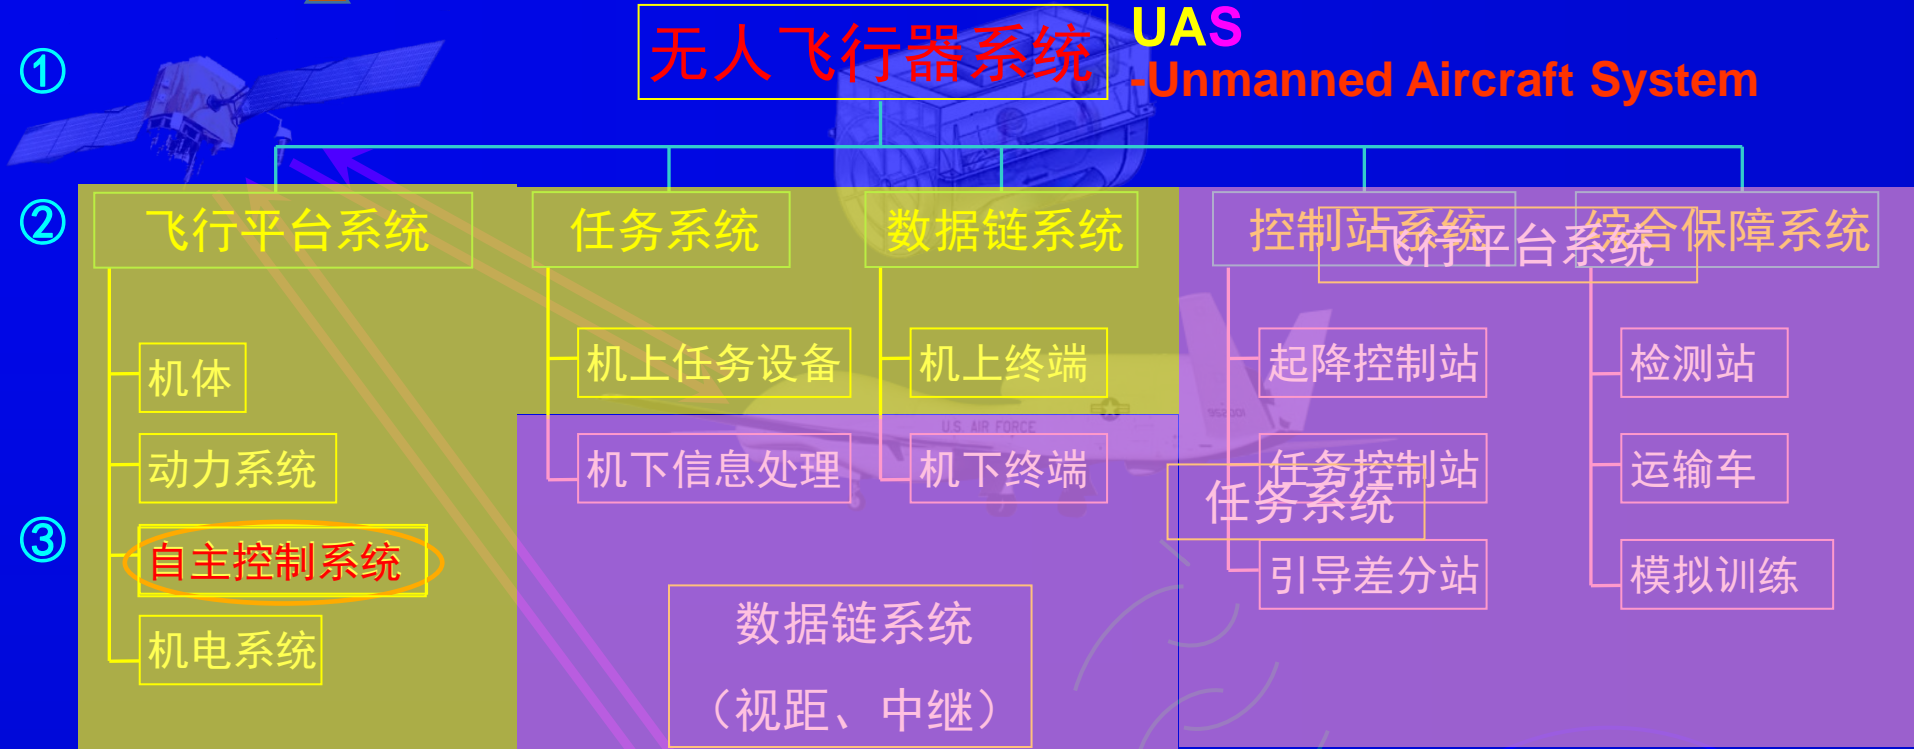 无人飞行器系统
UAS
-Unmanned Aircraft System
①
②
飞行平台系统
任务系统
数据链系统
控制站系统
综合保障系统
飞行平台系统
机体
机上任务设备
机上终端
起降控制站
检测站
U.S. AIR FORCE
动力系统
机下信息处理
机下终端
任务控制站
运输车
任务系统
③
自主控制系统
引导差分站
模拟训练
机电系统
数据链系统
（视距、中继）